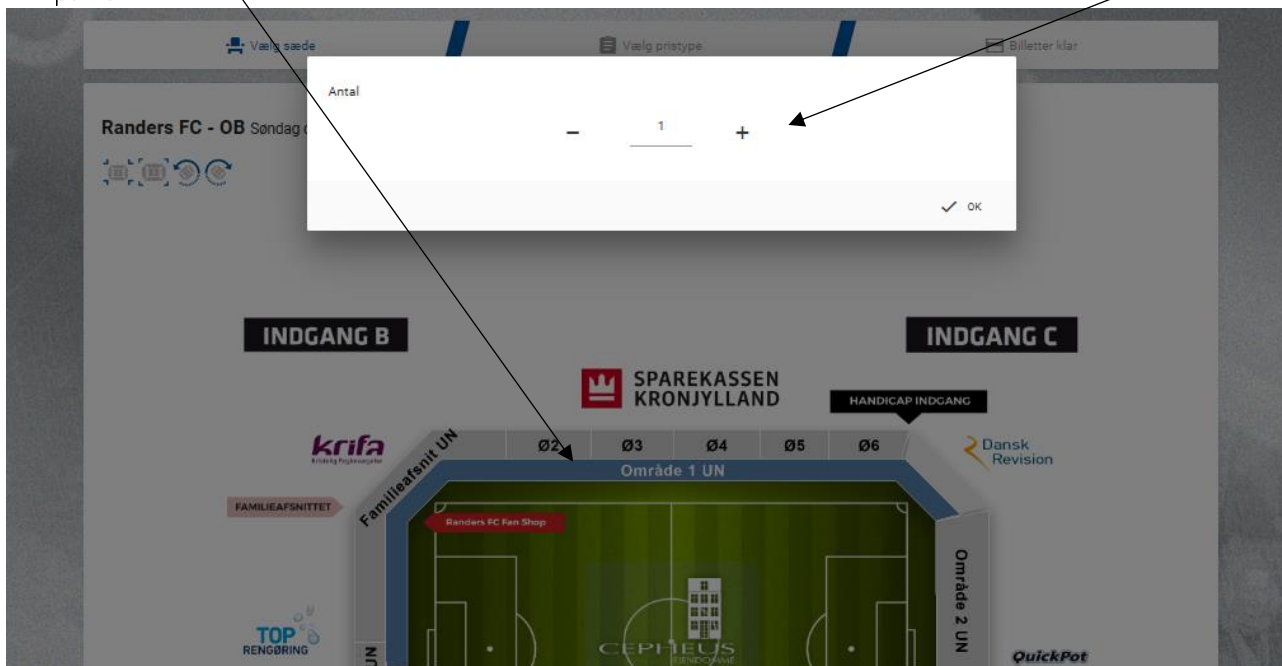 Vælg sæde
Vælg pristype
Billetter klar
Antal
1
Randers FC - OB Søndag
OK
INDGANG B
INDGANG C
SPAREKASSEN
KRONJYLLAND
HANDICAP INDGANG
krifa
Dansk
Revision
Familieafsnit UN
Ø2
Ø3
Ø4
Ø5
Ø6
Område 1 UN
FAMILIEAFSNITTET
Randers FC Fan Shop
Område 2 UN
TOP
RENGØRING
CEPHEUS
EJENDOMME
UN
QuickPot